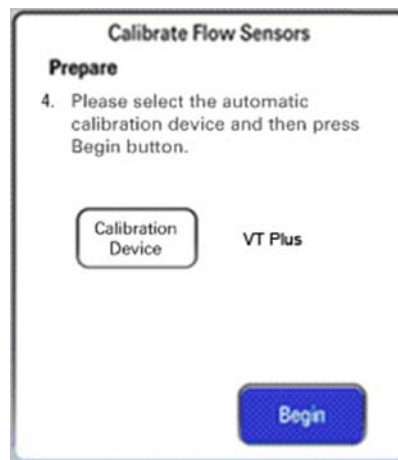 Calibrate Flow Sensors
Prepare
4. Please select the automatic
calibration device and then press
Begin button.
Calibration
Device
VT Plus
Begin